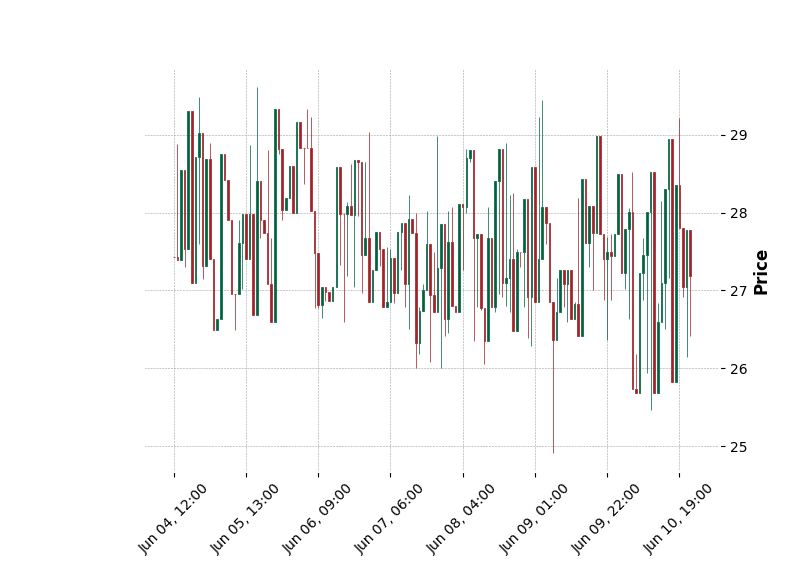 29
28
27
26
25
Price
Jun 04, 12:00
Jun 05, 13:00
Jun 06, 09:00
Jun 07, 06:00
Jun 08, 04:00
Jun 09, 01:00
Jun 09, 22:00
Jun 10, 19:00